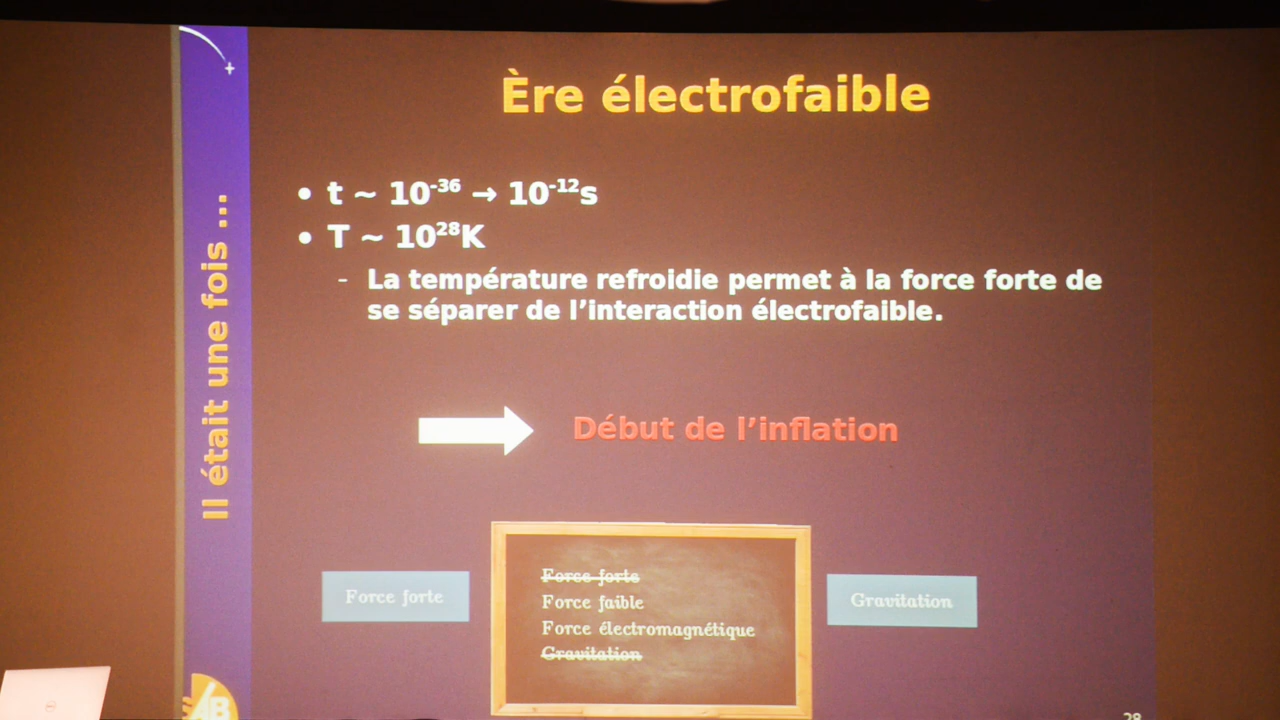 Ère électrofaible
• t ~ 10⁻³⁶ → 10⁻¹²s
• T ~ 10²⁸K
- La température refroidie permet à la force forte de
se séparer de l’interaction électrofaible.
Début de l’inflation
Il était une fois ...
Force forte
Force forte
Force faible
Force électromagnétique
Gravitation
Gravitation
28